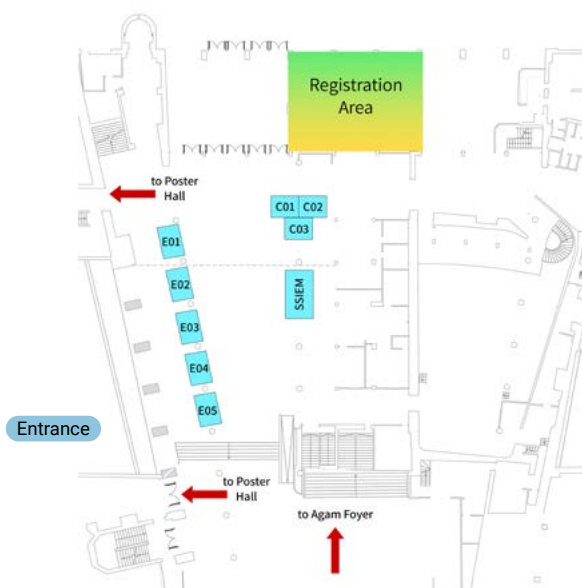 Registration
Area
to Poster
Hall
C01
C02
C03
E01
E02
SSIEM
E03
E04
E05
Entrance
to Poster
Hall
to Agam Foyer